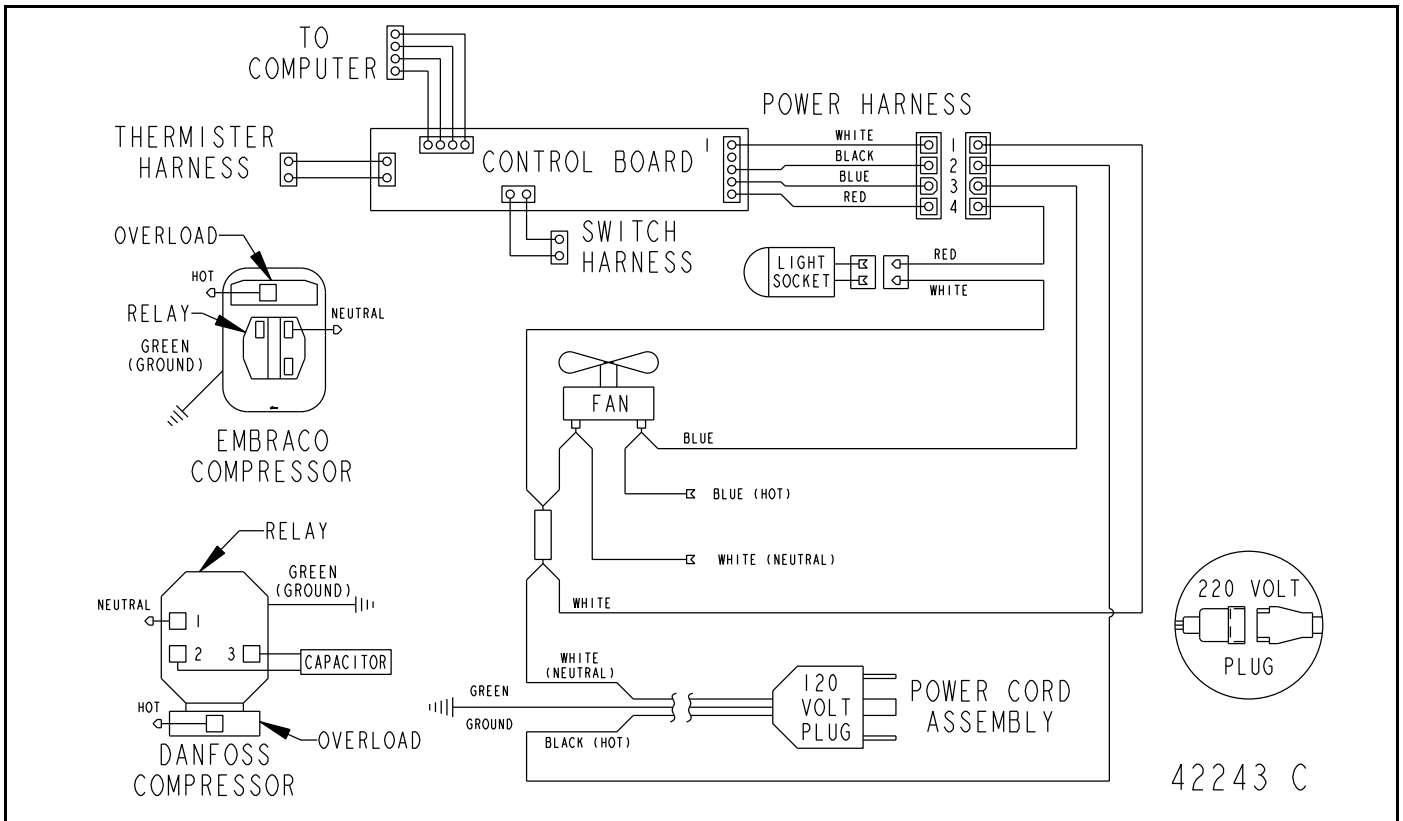 TO
COMPUTER
POWER HARNESS
THERMISTER
HARNESS
CONTROL BOARD
1
WHITE
BLACK
BLUE
RED
1
2
3
4
SWITCH
HARNESS
LIGHT
SOCKET
RED
WHITE
OVERLOAD
HOT
RELAY
NEUTRAL
GREEN
(GROUND)
EMBRACO
COMPRESSOR
FAN
BLUE
BLUE (HOT)
WHITE (NEUTRAL)
WHITE
RELAY
GREEN
(GROUND)
NEUTRAL
1
2
3
CAPACITOR
HOT
OVERLOAD
DANFOSS
COMPRESSOR
WHITE
(NEUTRAL)
GREEN
GROUND
BLACK (HOT)
120
VOLT
PLUG
POWER CORD
ASSEMBLY
220 VOLT
PLUG
42243 C